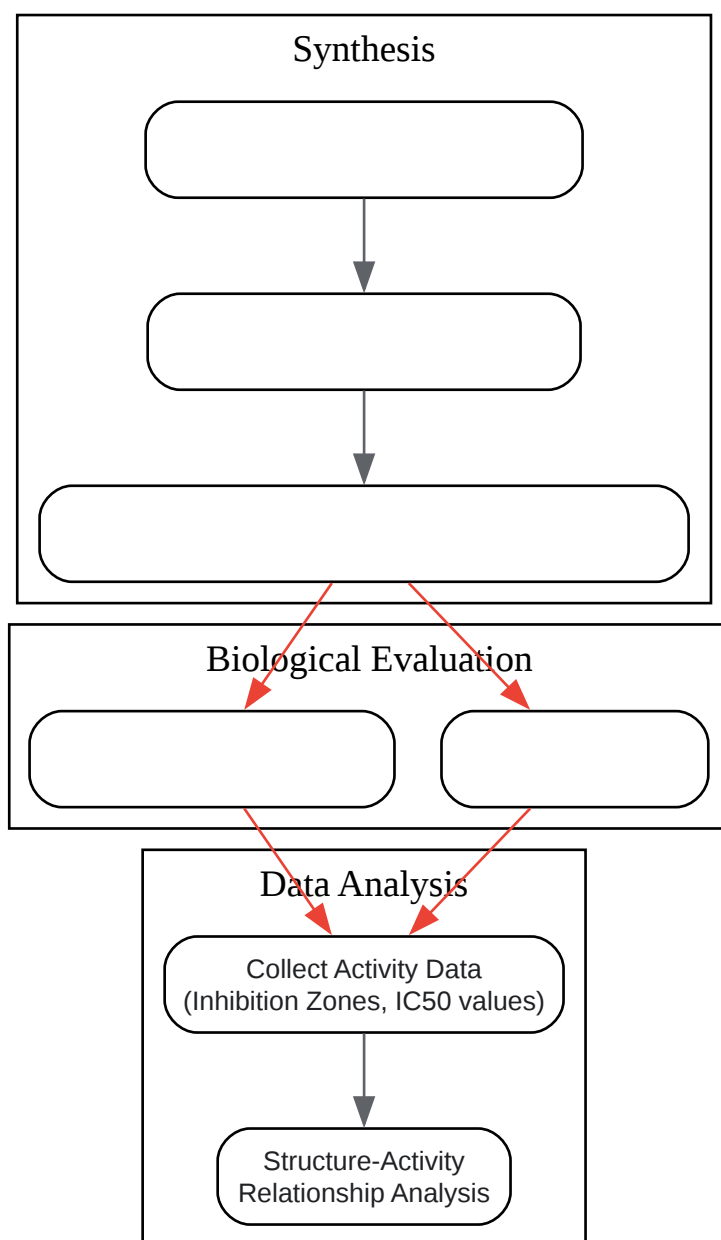 Synthesis
Biological Evaluation
Data Analysis
Collect Activity Data
(Inhibition Zones, IC50 values)
Structure-Activity
Relationship Analysis